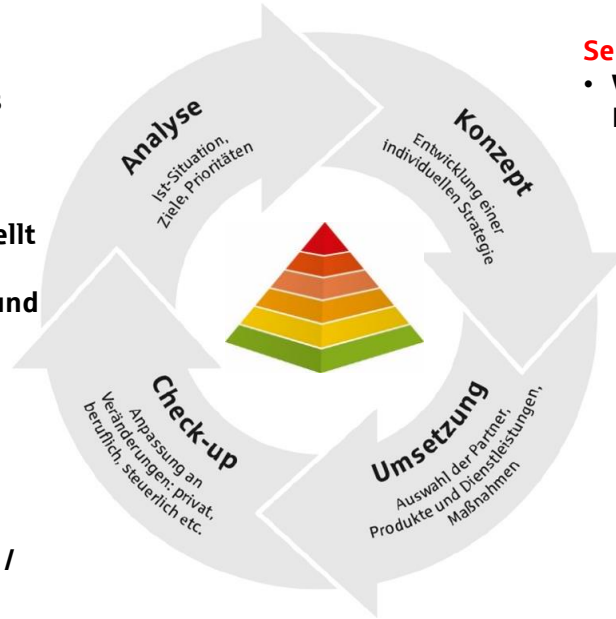 Analyse
Ist-Situation,
Ziele, Prioritäten
Konzept
Entwicklung einer
individuellen Strategie
Umsetzung
Auswahl der Partner,
Produkte und Dienstleistungen,
Maßnahmen
Check-up
Anpassung an
Veränderungen: privat,
beruflich, steuerlich etc.
und
/
Se